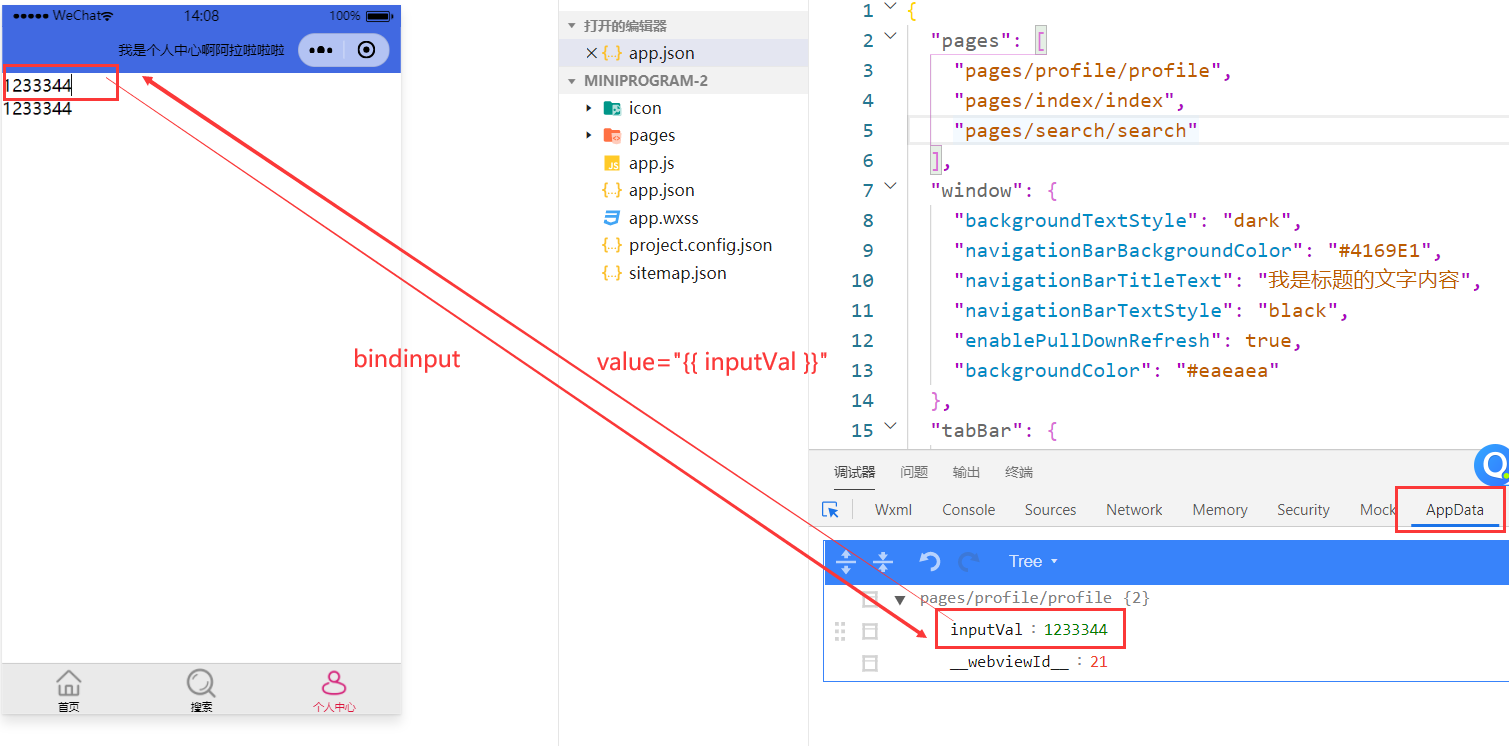 ●●●●● WeChat 14:08 100%
我是个人中心啊阿拉啦啦啦
1233344
1233344
首页 搜索 个人中心
bindinput
value="{{ inputVal }}"
打开的编辑器
{..} app.json
MINIPROGRAM-2
icon
pages
JS app.js
{..} app.json
app.wxss
{..} project.config.json
{..} sitemap.json
1 {
2 "pages": [
3 "pages/profile/profile",
4 "pages/index/index",
5 "pages/search/search"
6 ],
7 "window": {
8 "backgroundTextStyle": "dark",
9 "navigationBarBackgroundColor": "#4169E1",
10 "navigationBarTitleText": "我是标题的文字内容",
11 "navigationBarTextStyle": "black",
12 "enablePullDownRefresh": true,
13 "backgroundColor": "#eaeaea"
14 },
15 "tabBar": {
调试器 问题 输出 终端
Wxml Console Sources Network Memory Security Mock AppData
Tree
pages/profile/profile {2}
inputVal : 1233344
__webviewId__ : 21